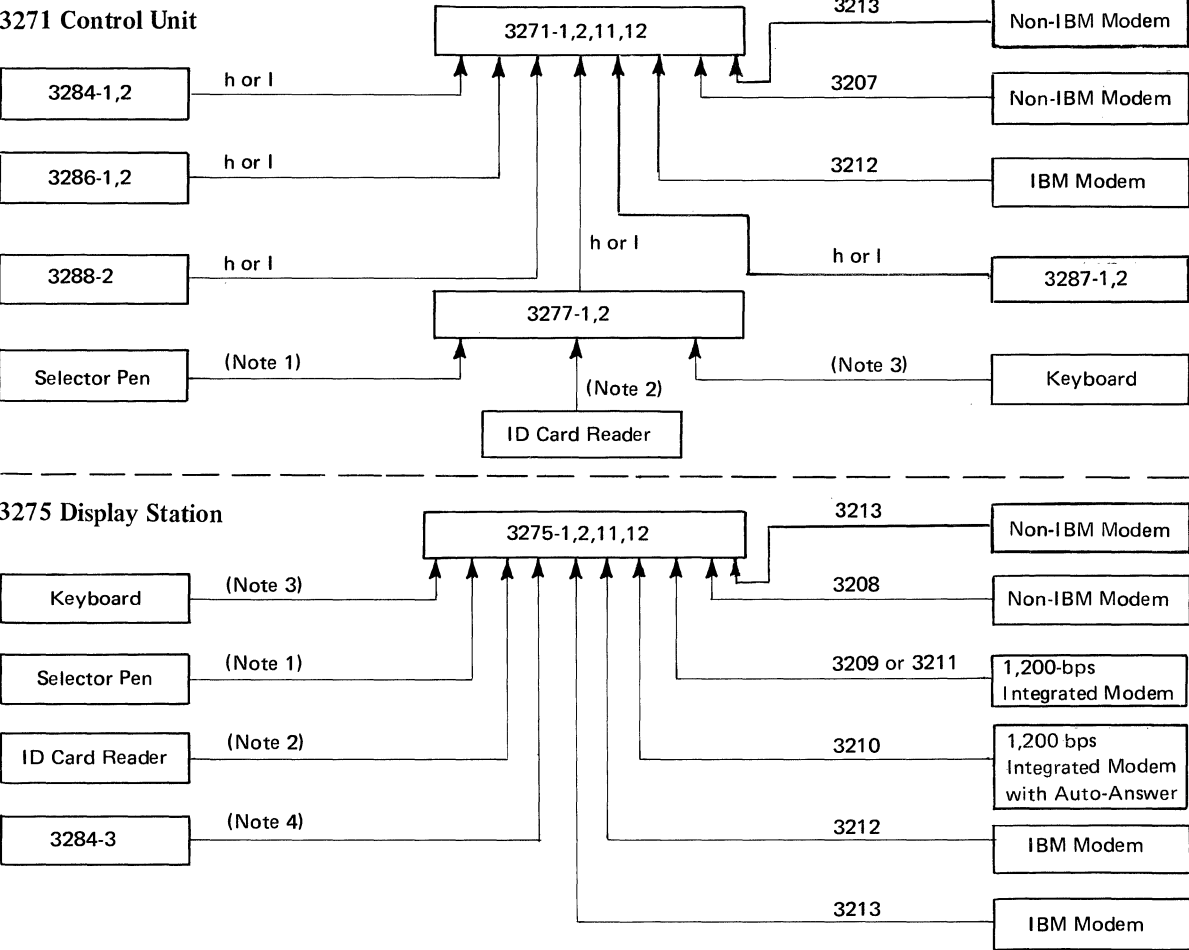 3271 Control Unit
3271-1,2,11,12
3213
Non-IBM Modem
3284-1,2
h or l
3207
Non-IBM Modem
3286-1,2
h or l
3212
IBM Modem
3288-2
h or l
h or l
h or l
3287-1,2
3277-1,2
Selector Pen
(Note 1)
(Note 2)
(Note 3)
Keyboard
ID Card Reader
3275 Display Station
3275-1,2,11,12
3213
Non-IBM Modem
Keyboard
(Note 3)
3208
Non-IBM Modem
Selector Pen
(Note 1)
3209 or 3211
1,200-bps
Integrated Modem
ID Card Reader
(Note 2)
3210
1,200 bps
Integrated Modem
with Auto-Answer
3284-3
(Note 4)
3212
IBM Modem
3213
IBM Modem